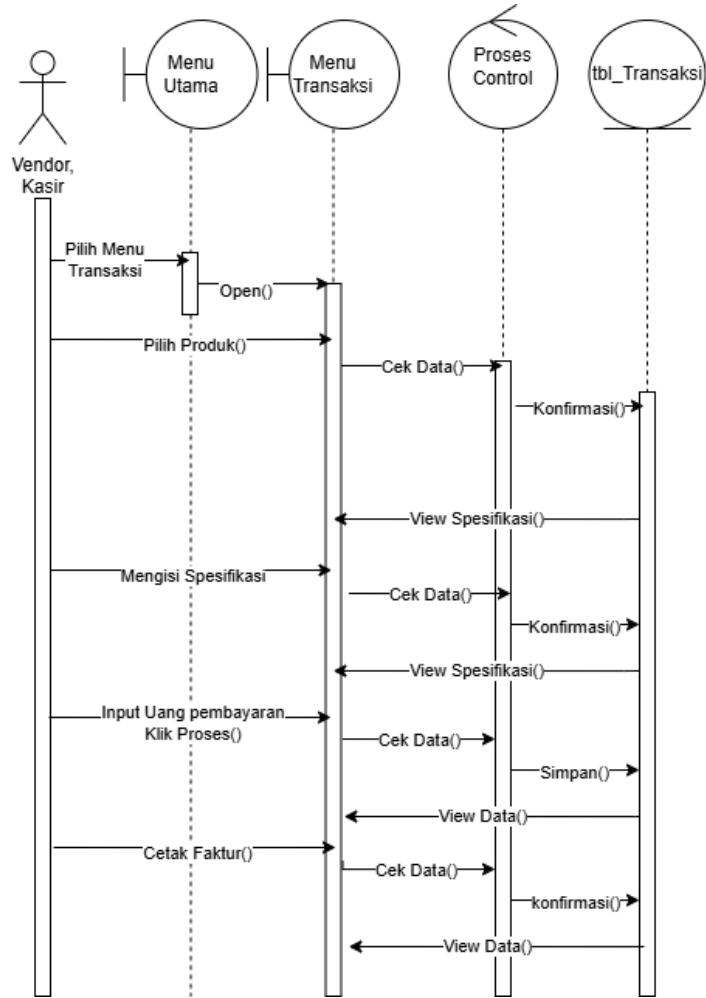 Menu
Utama
Menu
Transaksi
Proses
Control
tbl_Transaksi
Vendor,
Kasir
Pilih Menu
Transaksi
Open()
Pilih Produk()
Cek Data()
Konfirmasi()
View Spesifikasi()
Mengisi Spesifikasi
Cek Data()
Konfirmasi()
View Spesifikasi()
Input Uang pembayaran
Klik Proses()
Cek Data()
Simpan()
View Data()
Cetak Faktur()
Cek Data()
konfirmasi()
View Data()